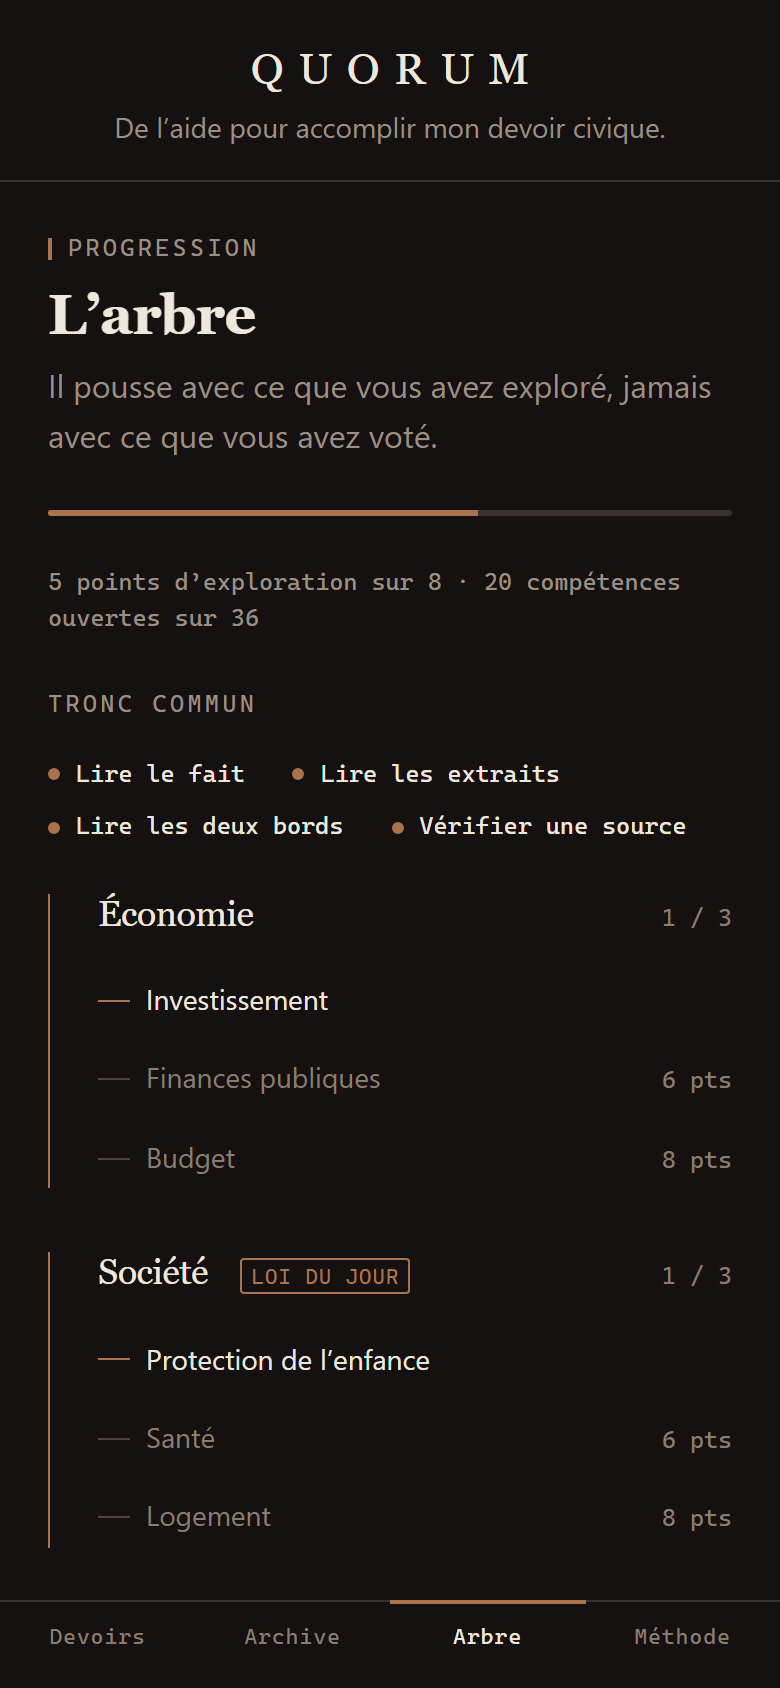 QUORUM
De l’aide pour accomplir mon devoir civique.
PROGRESSION
L’arbre
Il pousse avec ce que vous avez exploré, jamais
avec ce que vous avez voté.
5 points d’exploration sur 8 · 20 compétences
ouvertes sur 36
TRONC COMMUN
Lire le fait Lire les extraits
Lire les deux bords Vérifier une source
Économie 1 / 3
Investissement
Finances publiques 6 pts
Budget 8 pts
Société LOI DU JOUR 1 / 3
Protection de l’enfance
Santé 6 pts
Logement 8 pts
Devoirs Archive Arbre Méthode